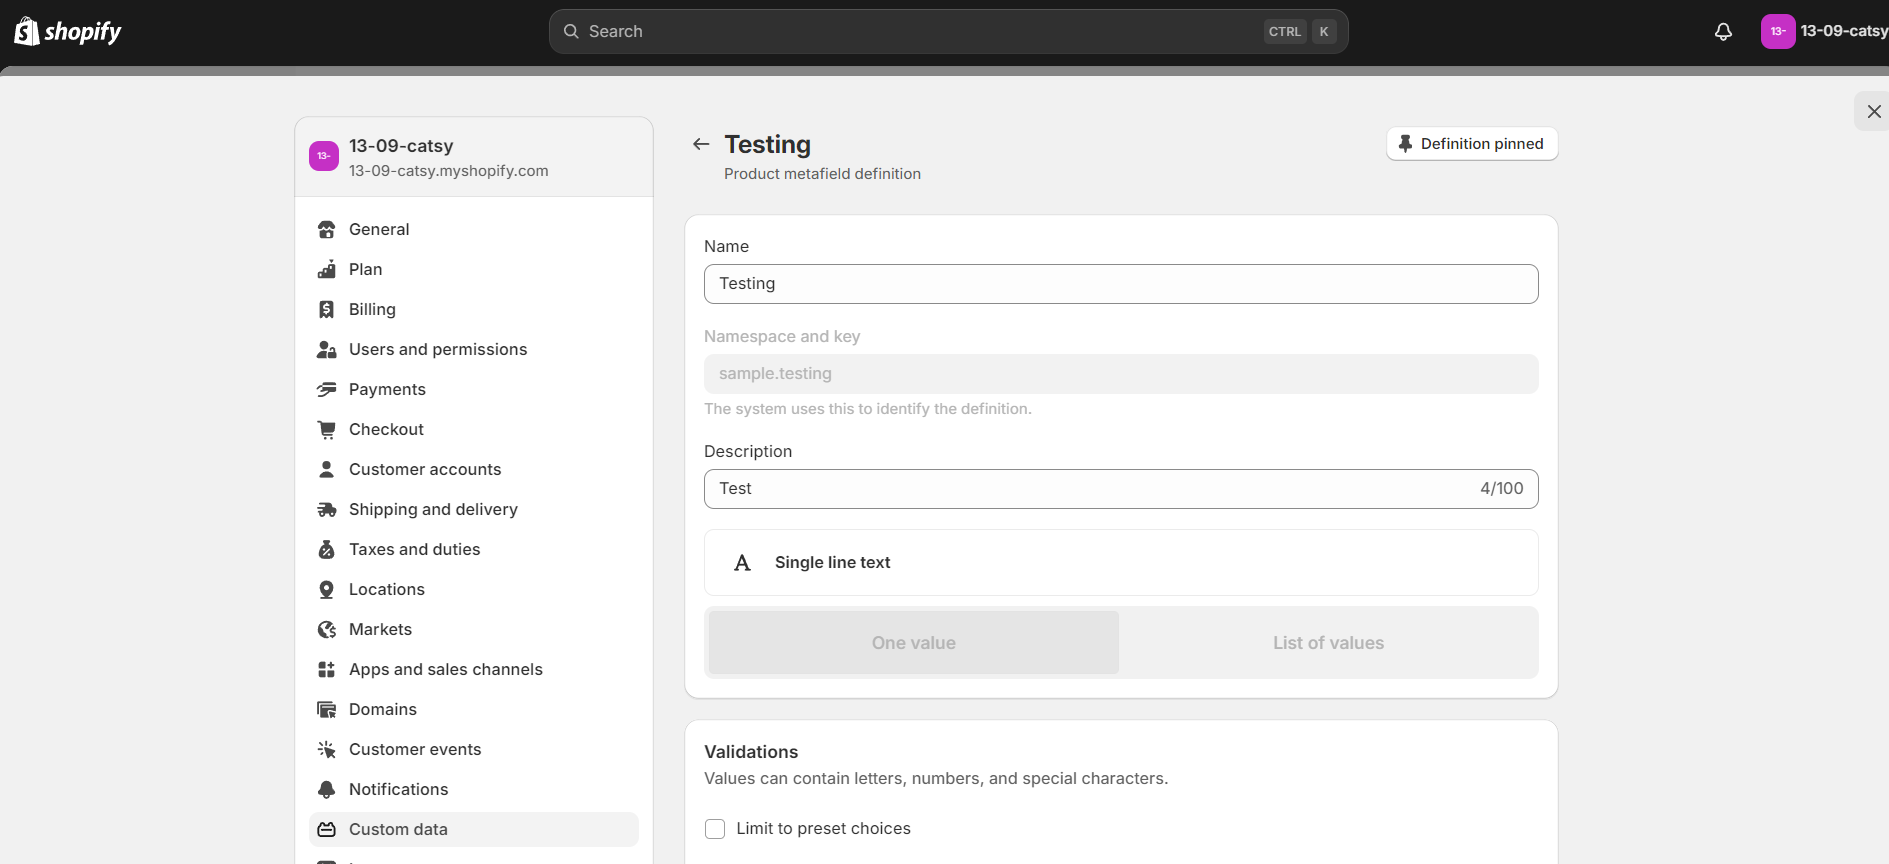 shopify
Search
CTRL K
13-
13-09-catsy
13-
13-09-catsy
13-09-catsy.myshopify.com
General
Plan
Billing
Users and permissions
Payments
Checkout
Customer accounts
Shipping and delivery
Taxes and duties
Locations
Markets
Apps and sales channels
Domains
Customer events
Notifications
Custom data
Testing
Product metafield definition
Definition pinned
Name
Testing
Namespace and key
sample.testing
The system uses this to identify the definition.
Description
Test 4/100
A Single line text
One value
List of values
Validations
Values can contain letters, numbers, and special characters.
Limit to preset choices